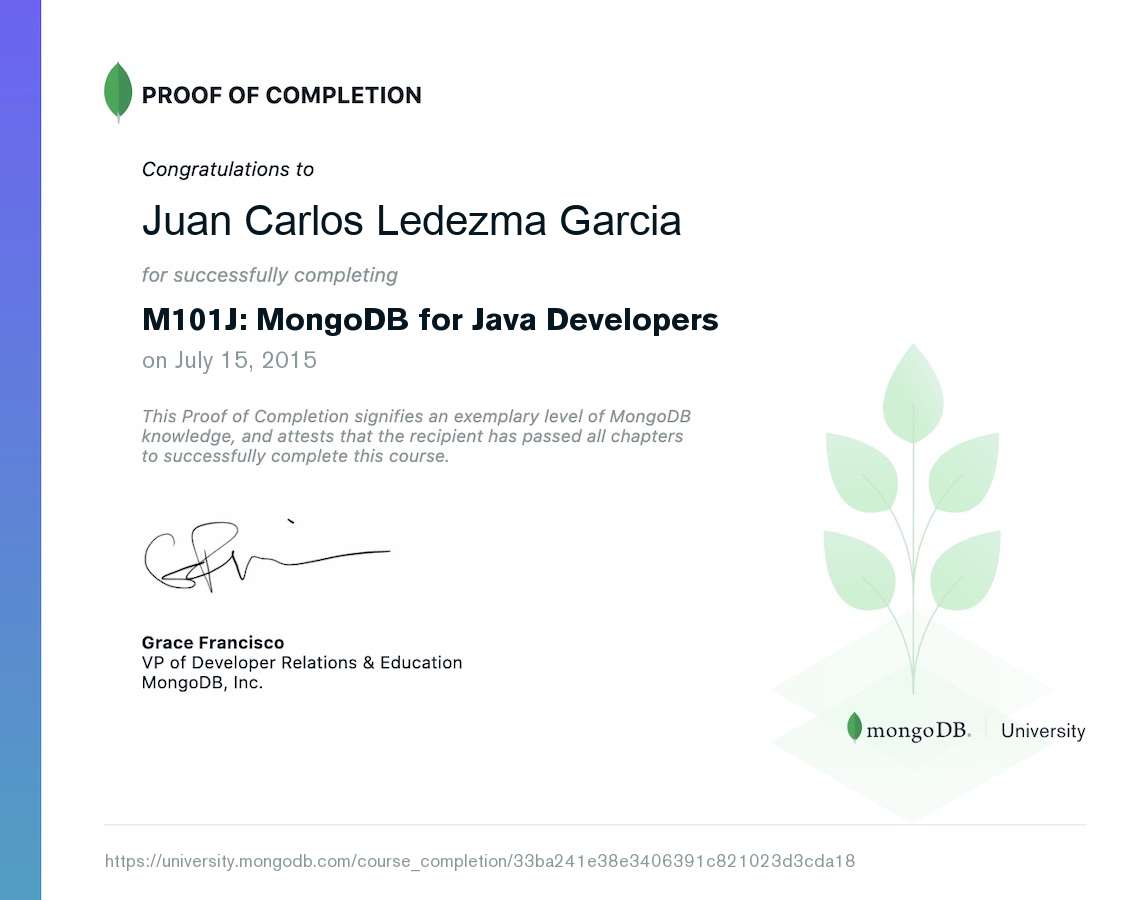 PROOF OF COMPLETION
Congratulations to
Juan Carlos Ledezma Garcia
for successfully completing
M101J: MongoDB for Java Developers
on July 15, 2015
This Proof of Completion signifies an exemplary level of MongoDB
knowledge, and attests that the recipient has passed all chapters
to successfully complete this course.
Grace Francisco
VP of Developer Relations & Education
MongoDB, Inc.
mongoDB. University
https://university.mongodb.com/course_completion/33ba241e38e3406391c821023d3cda18